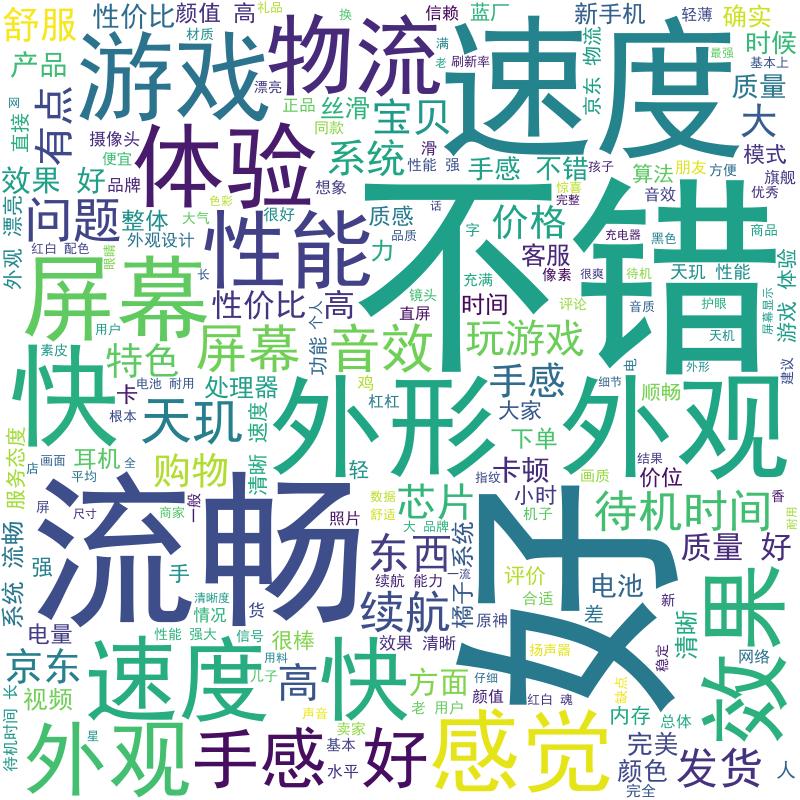 舒服
性价比
颜值 高
礼品
换
信赖
蓝厂
新手机
轻薄
确实
产品
游戏
材质
物流
满
老
刷新率
速度
京东 物流
基本上
最强
时候
质量
直接
网
有点
摄像头
便宜
体验
漂亮
正品
同款
丝滑
宝贝
大
模式
效果 好
品牌
系统
滑
性能 强
手感 不错
孩子
算法
朋友
方便
旗舰
想象
音效
惊喜
完整
优秀
外观 漂亮
问题
整体
色彩
大气
很好
外观设计
红白 配色
眼睛
性能
质感
力
品质
话
不错
字
价格
客服
像素
充电器
很爽
黑色
待机
商品
天玑 性能
游戏 体验
屏幕
长
性价比 高
镜头
直屏
充满
时间
评论
音质
护眼
天机
屏幕显示
用户
特色
屏幕
功能
个人
音效
玩游戏
素皮
快
卡
根本
电池 耐用
处理器
天玑
清晰 速度
鸡
杠杠
外形
手感
大家
细节
电
顺畅
外形
建议
外观
下单
服务态度
店
画面
平均
全
耳机
购物
轻
卡顿
小时
指纹
画质
结果
价位
香
耐用
屏
尺寸
流畅
商家
一般
照片
数据
舒适
芯片
大 品牌
机子
待机时间
质量 好
系统 流畅
强
手
清晰度
情况
货
东西
续航 能力
一流
续航
橘子 系统
原神
好
评价
合适
电池
差
新
清晰
效果
电量
性能 强大
信号
很棒
效果 清晰
扬声器
稳定
网络
京东
视频
速度
用料
儿子
高
快
方面
老 用户
仔细
颜值
红白 魂
缺点
内存
总体
待机时间 长
外观
星
手感
声音
基本
水平
卖家
好
感觉
完美
颜色
完全
发货
人